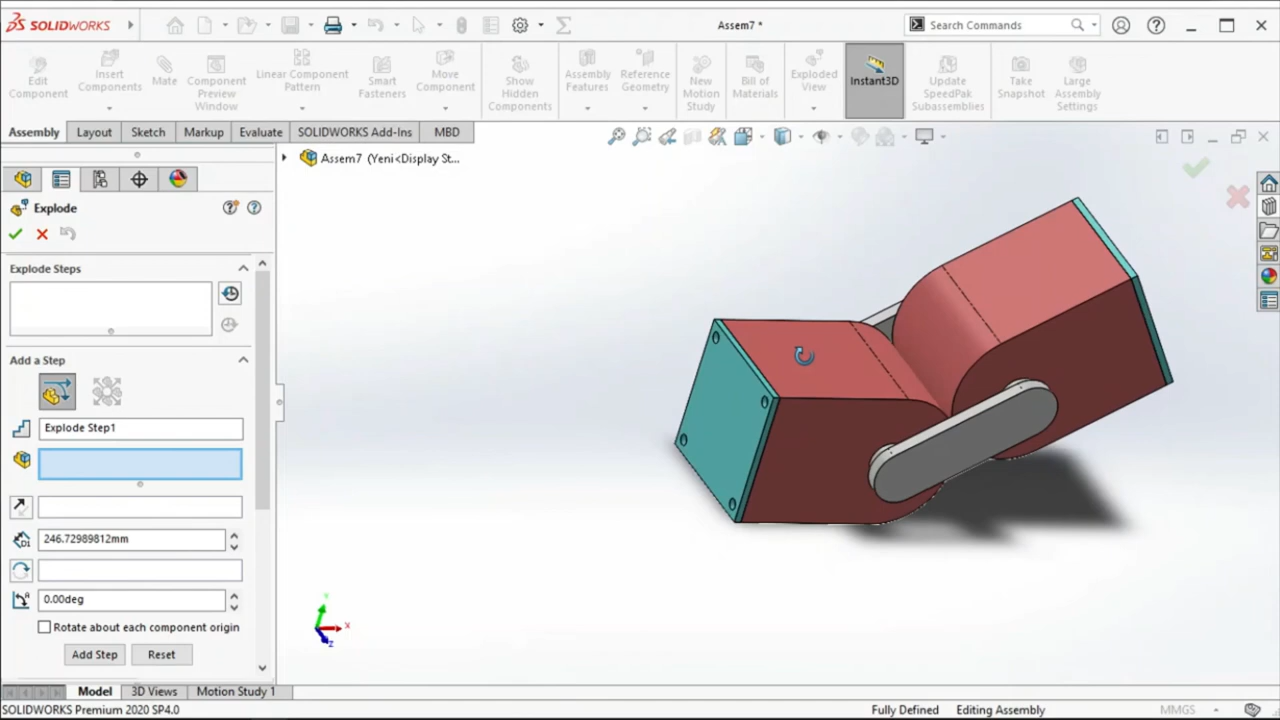 SOLIDWORKS
Assem7 *
Search Commands
Edit
Component
Insert
Components
Mate
Component
Preview
Window
Linear Component
Pattern
Smart
Fasteners
Move
Component
Show
Hidden
Components
Assembly
Features
Reference
Geometry
New
Motion
Study
Bill of
Materials
Exploded
View
Instant3D
Update
SpeedPak
Subassemblies
Take
Snapshot
Large
Assembly
Settings
Assembly
Layout
Sketch
Markup
Evaluate
SOLIDWORKS Add-Ins
MBD
Assem7 (Yeni<Display St...
Explode
Explode Steps
Add a Step
Explode Step1
246.72989812mm
0.00deg
Rotate about each component origin
Add Step
Reset
Y
X
Z
Model
3D Views
Motion Study 1
SOLIDWORKS Premium 2020 SP4.0
Fully Defined
Editing Assembly
MMGS